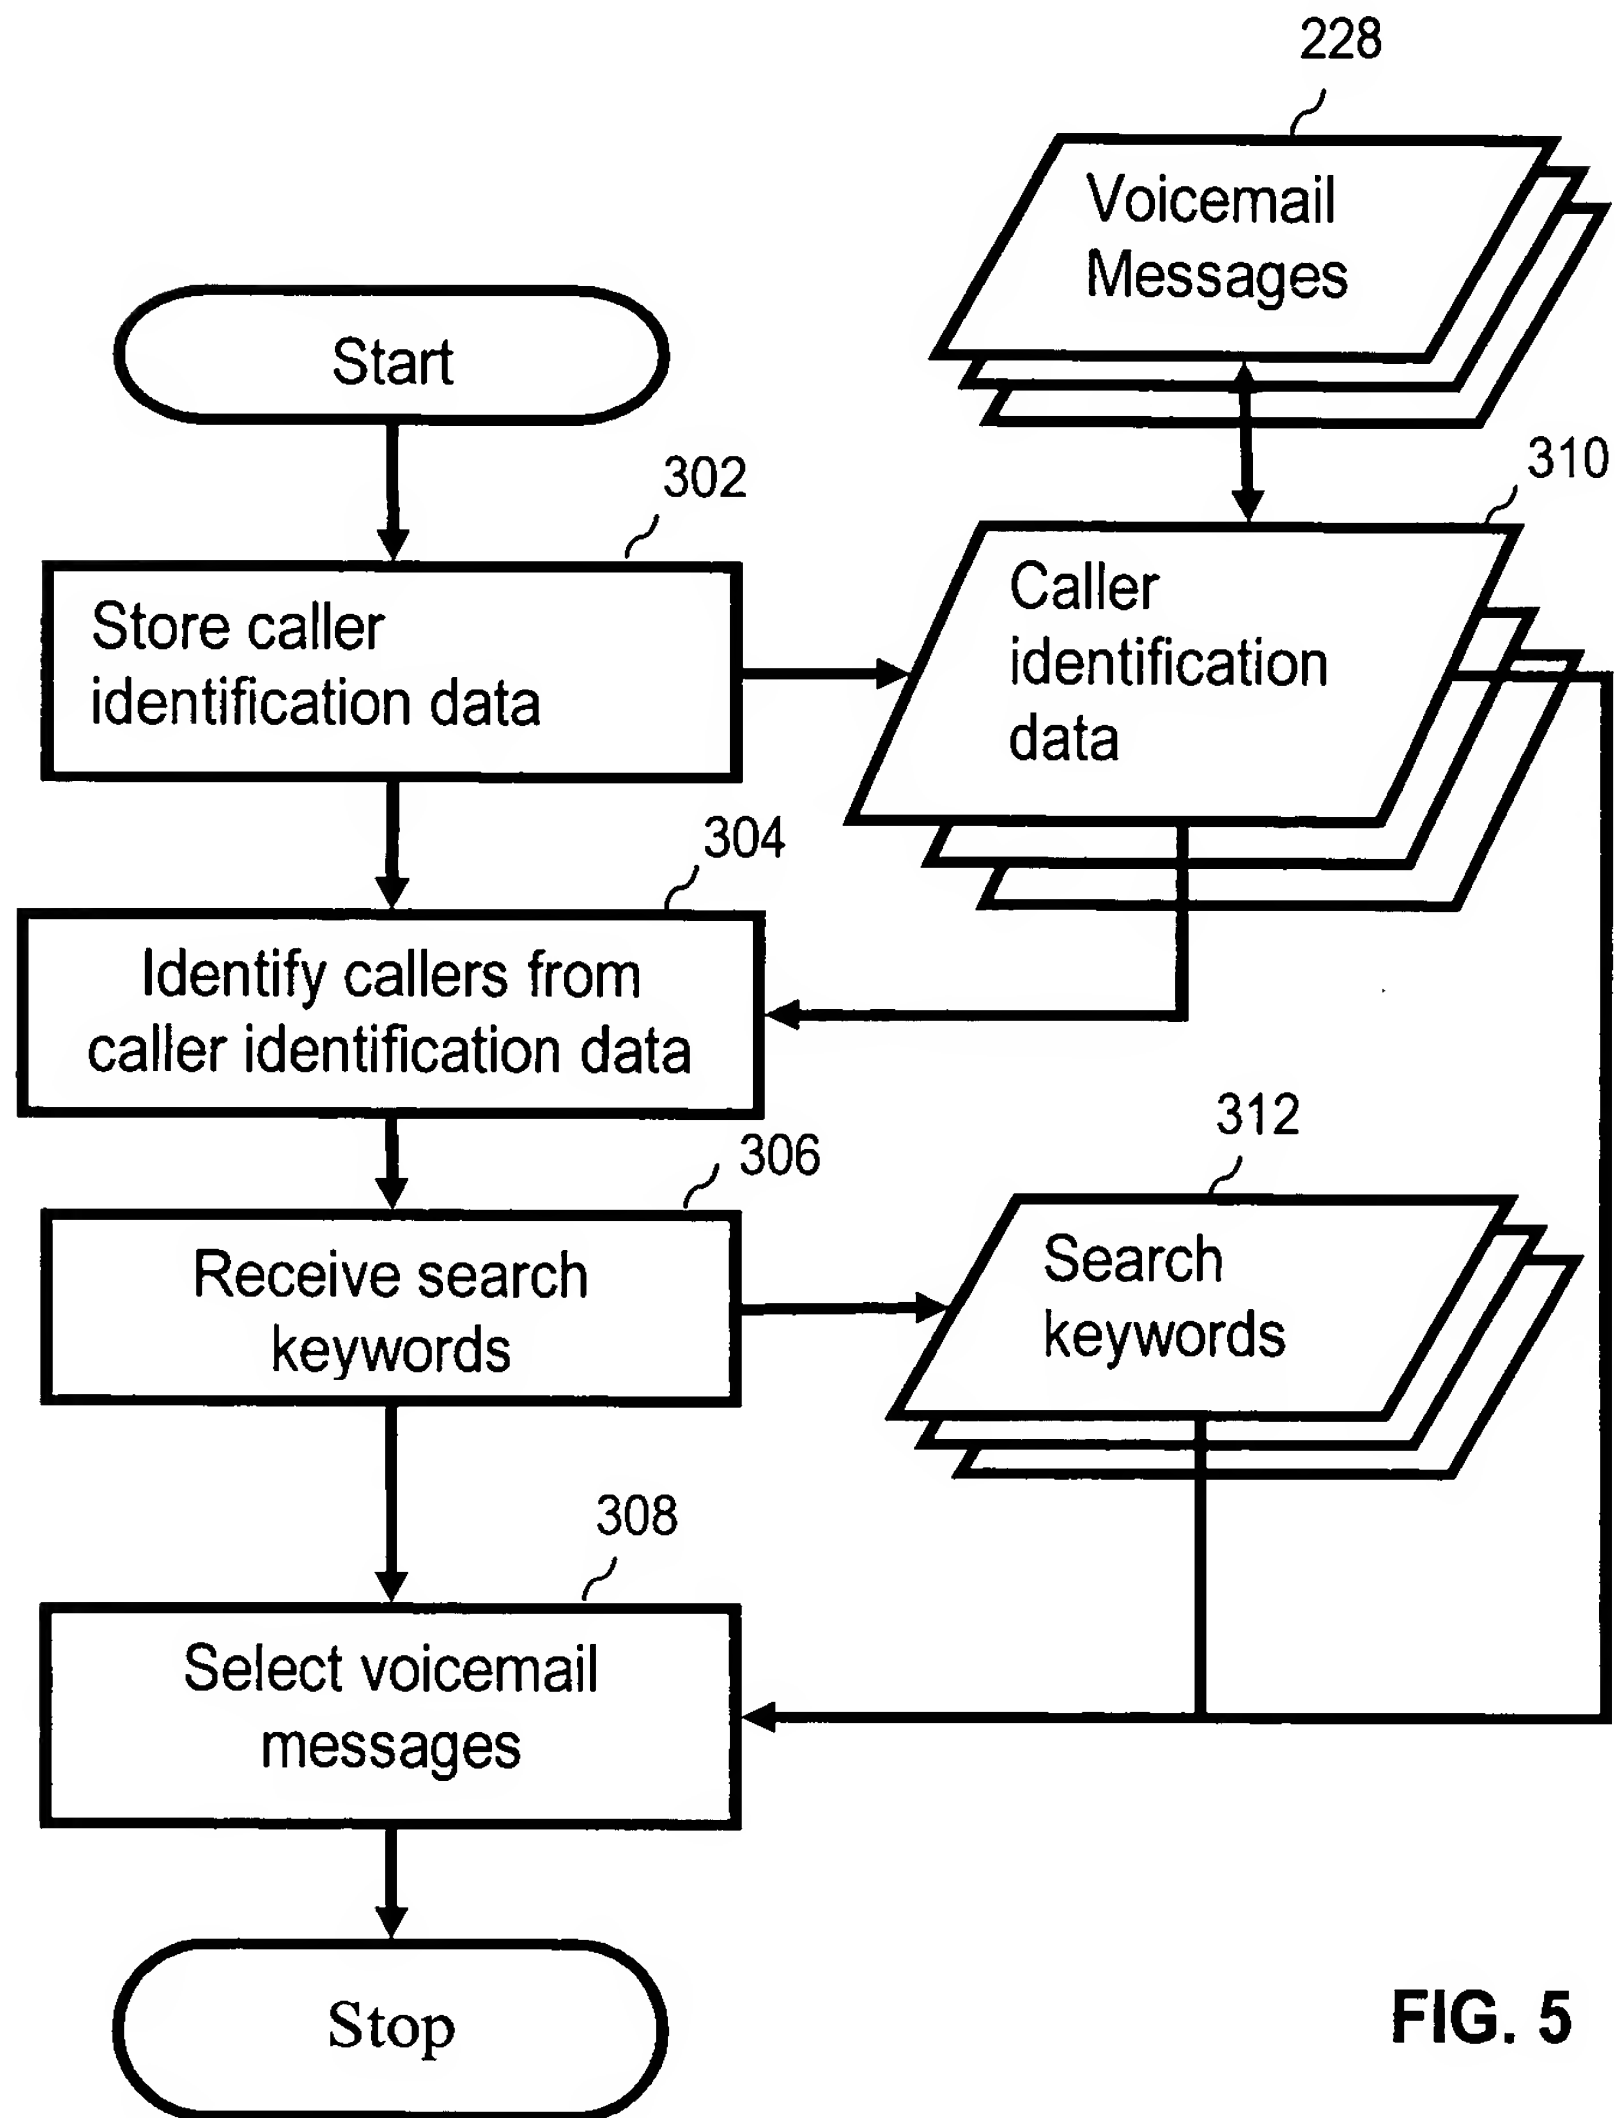 228
Voicemail
Messages
Start
310
302
Caller
identification
data
Store caller
identification data
304
Identify callers from
caller identification data
312
306
Search
keywords
Receive search
keywords
308
Select voicemail
messages
Stop
FIG. 5